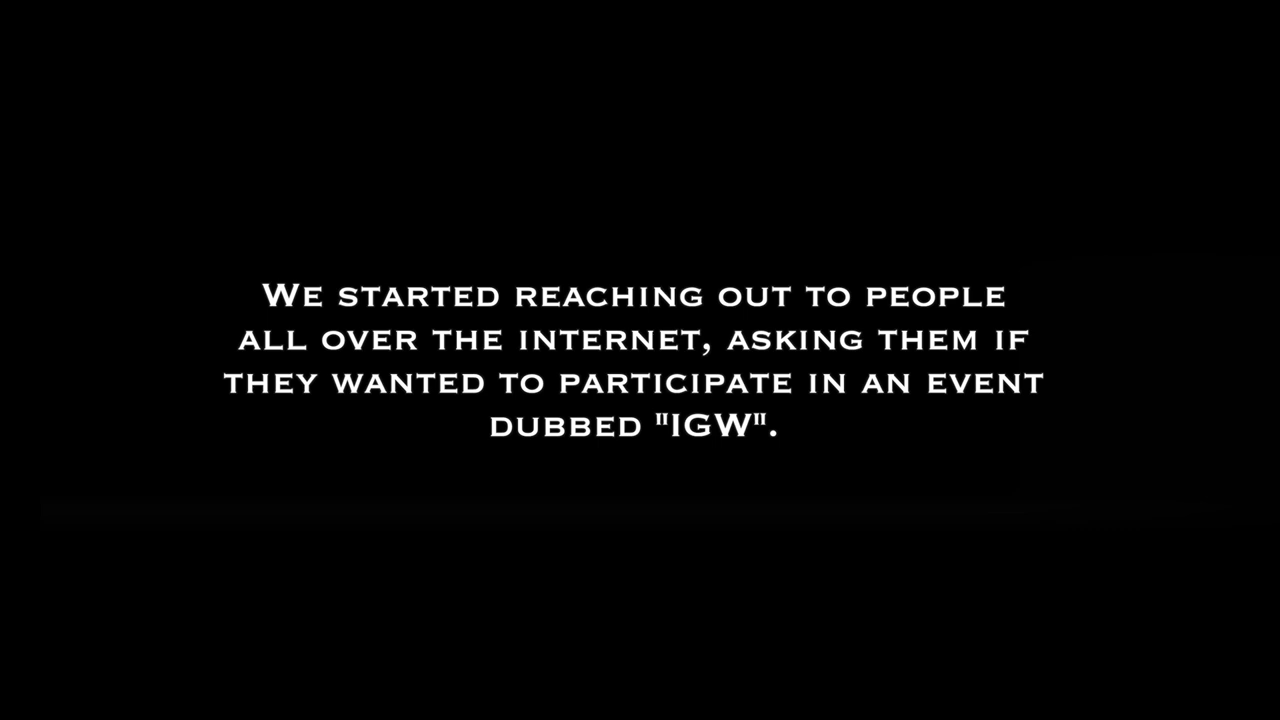 We started reaching out to people
all over the internet, asking them if
they wanted to participate in an event
dubbed "IGW".